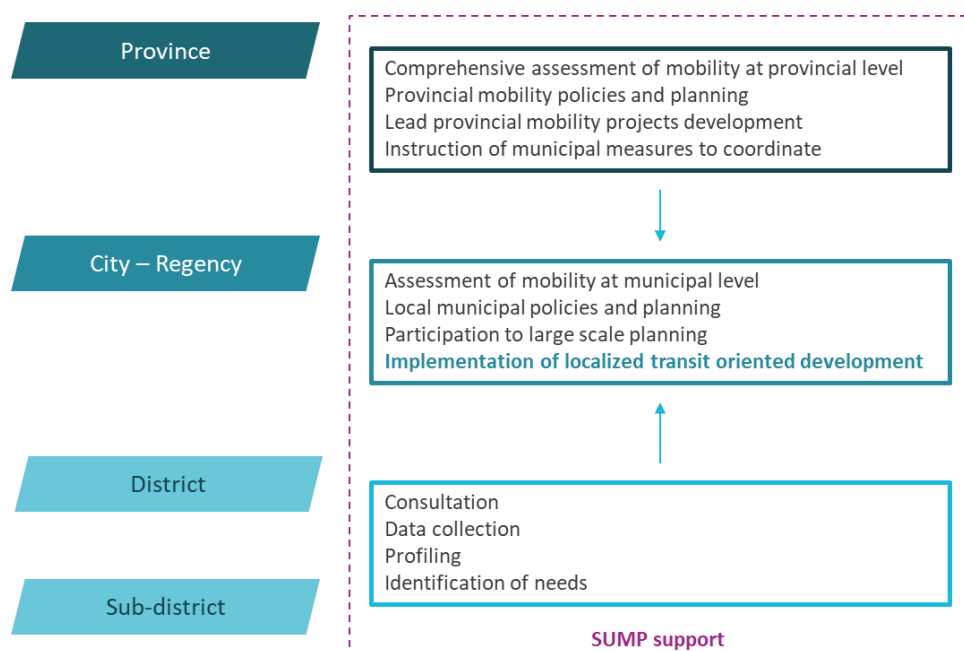 Province
Comprehensive assessment of mobility at provincial level
Provincial mobility policies and planning
Lead provincial mobility projects development
Instruction of municipal measures to coordinate
City – Regency
Assessment of mobility at municipal level
Local municipal policies and planning
Participation to large scale planning
Implementation of localized transit oriented development
District
Consultation
Data collection
Profiling
Identification of needs
Sub-district
SUMP support